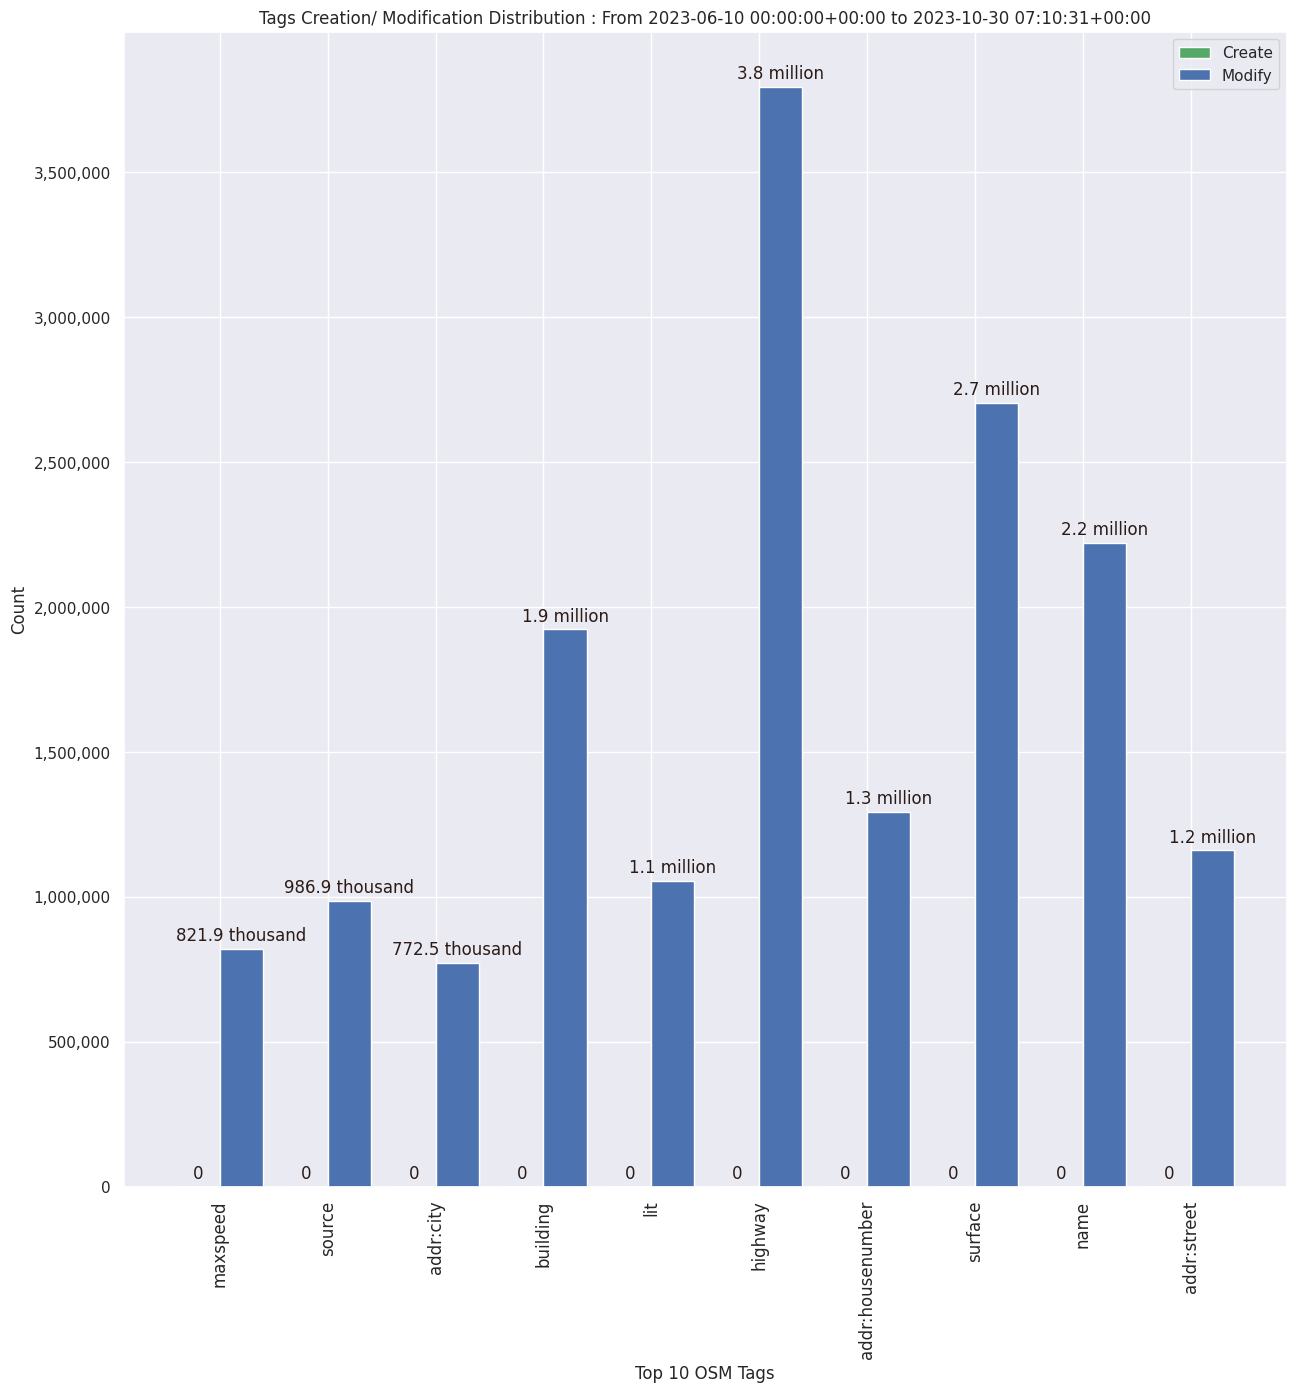 Tags Creation/ Modification Distribution : From 2023-06-10 00:00:00+00:00 to 2023-10-30 07:10:31+00:00
Create
Modify
3.8 million
3,500,000
3,000,000
2.7 million
2,500,000
2.2 million
2,000,000
1.9 million
1,500,000
1.3 million
1.2 million
1.1 million
1,000,000
986.9 thousand
821.9 thousand
772.5 thousand
500,000
0 0 0 0 0 0 0 0 0 0
0
Count
maxspeed
source
addr:city
building
lit
highway
addr:housenumber
surface
name
addr:street
Top 10 OSM Tags